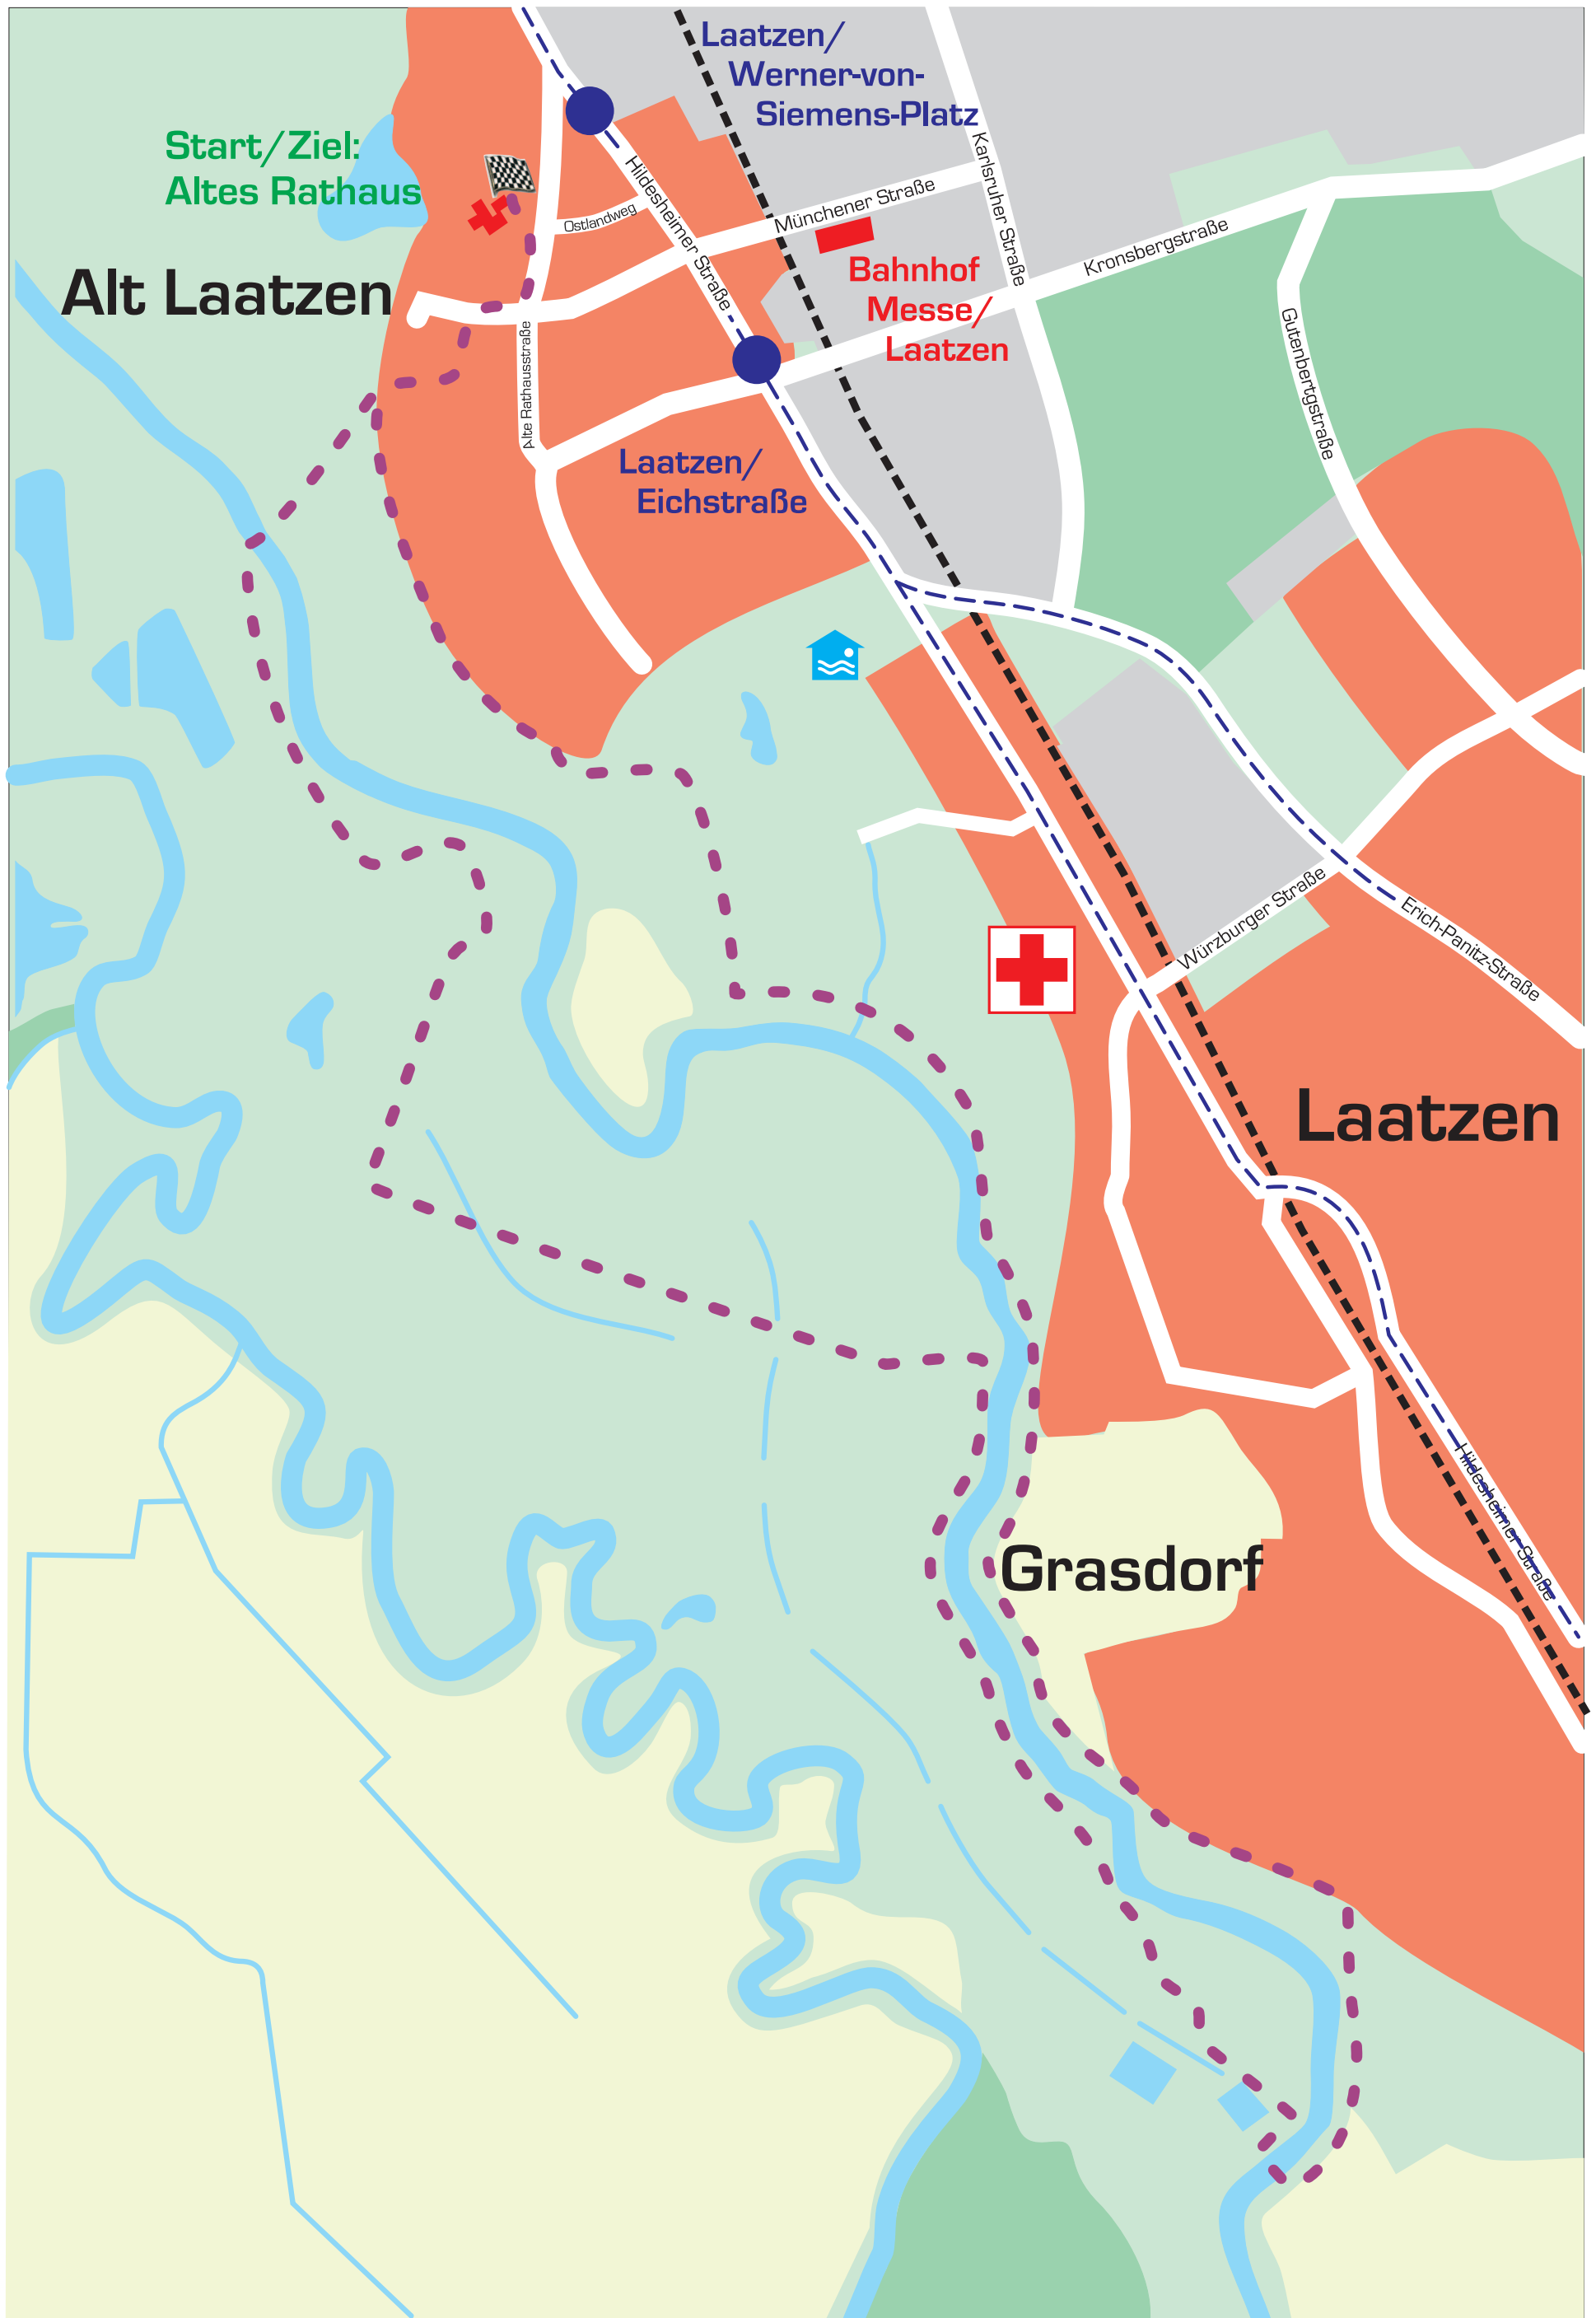 Laatzen/
Werner-von-
Siemens-Platz
Start/Ziel:
Altes Rathaus
Alt Laatzen
Hildesheimer Straße
Ostlandweg
Münchener Straße
Karlsruher Straße
Kronsbergstraße
Bahnhof
Messe/
Laatzen
Alte Rathausstraße
Gutenbertgstraße
Laatzen/
Eichstraße
Würzburger Straße
Erich-Panitz-Straße
Laatzen
Hildesheimer Straße
Grasdorf